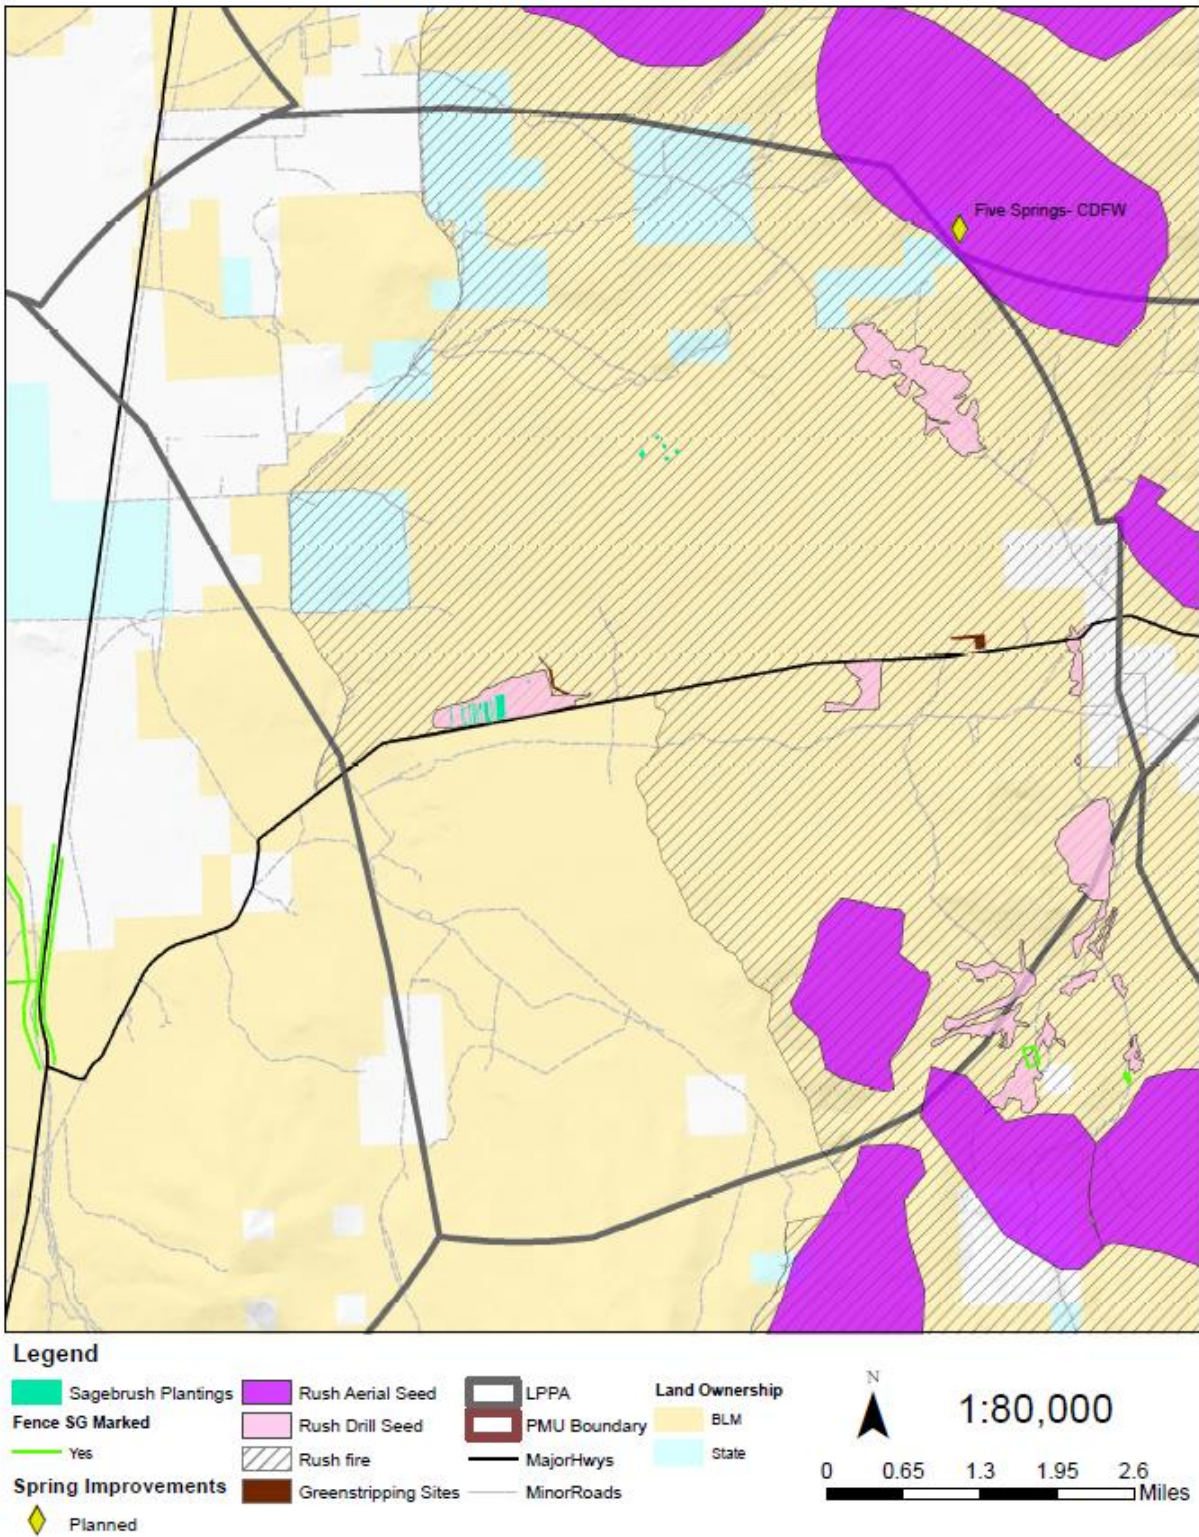 Five Springs- CDFW
Legend
Sagebrush Plantings
Fence SG Marked
Yes
Spring Improvements
Planned
Rush Aerial Seed
Rush Drill Seed
Rush fire
Greenstripping Sites
LPPA
PMU Boundary
MajorHwys
MinorRoads
Land Ownership
BLM
State
N
1:80,000
0 0.65 1.3 1.95 2.6
Miles